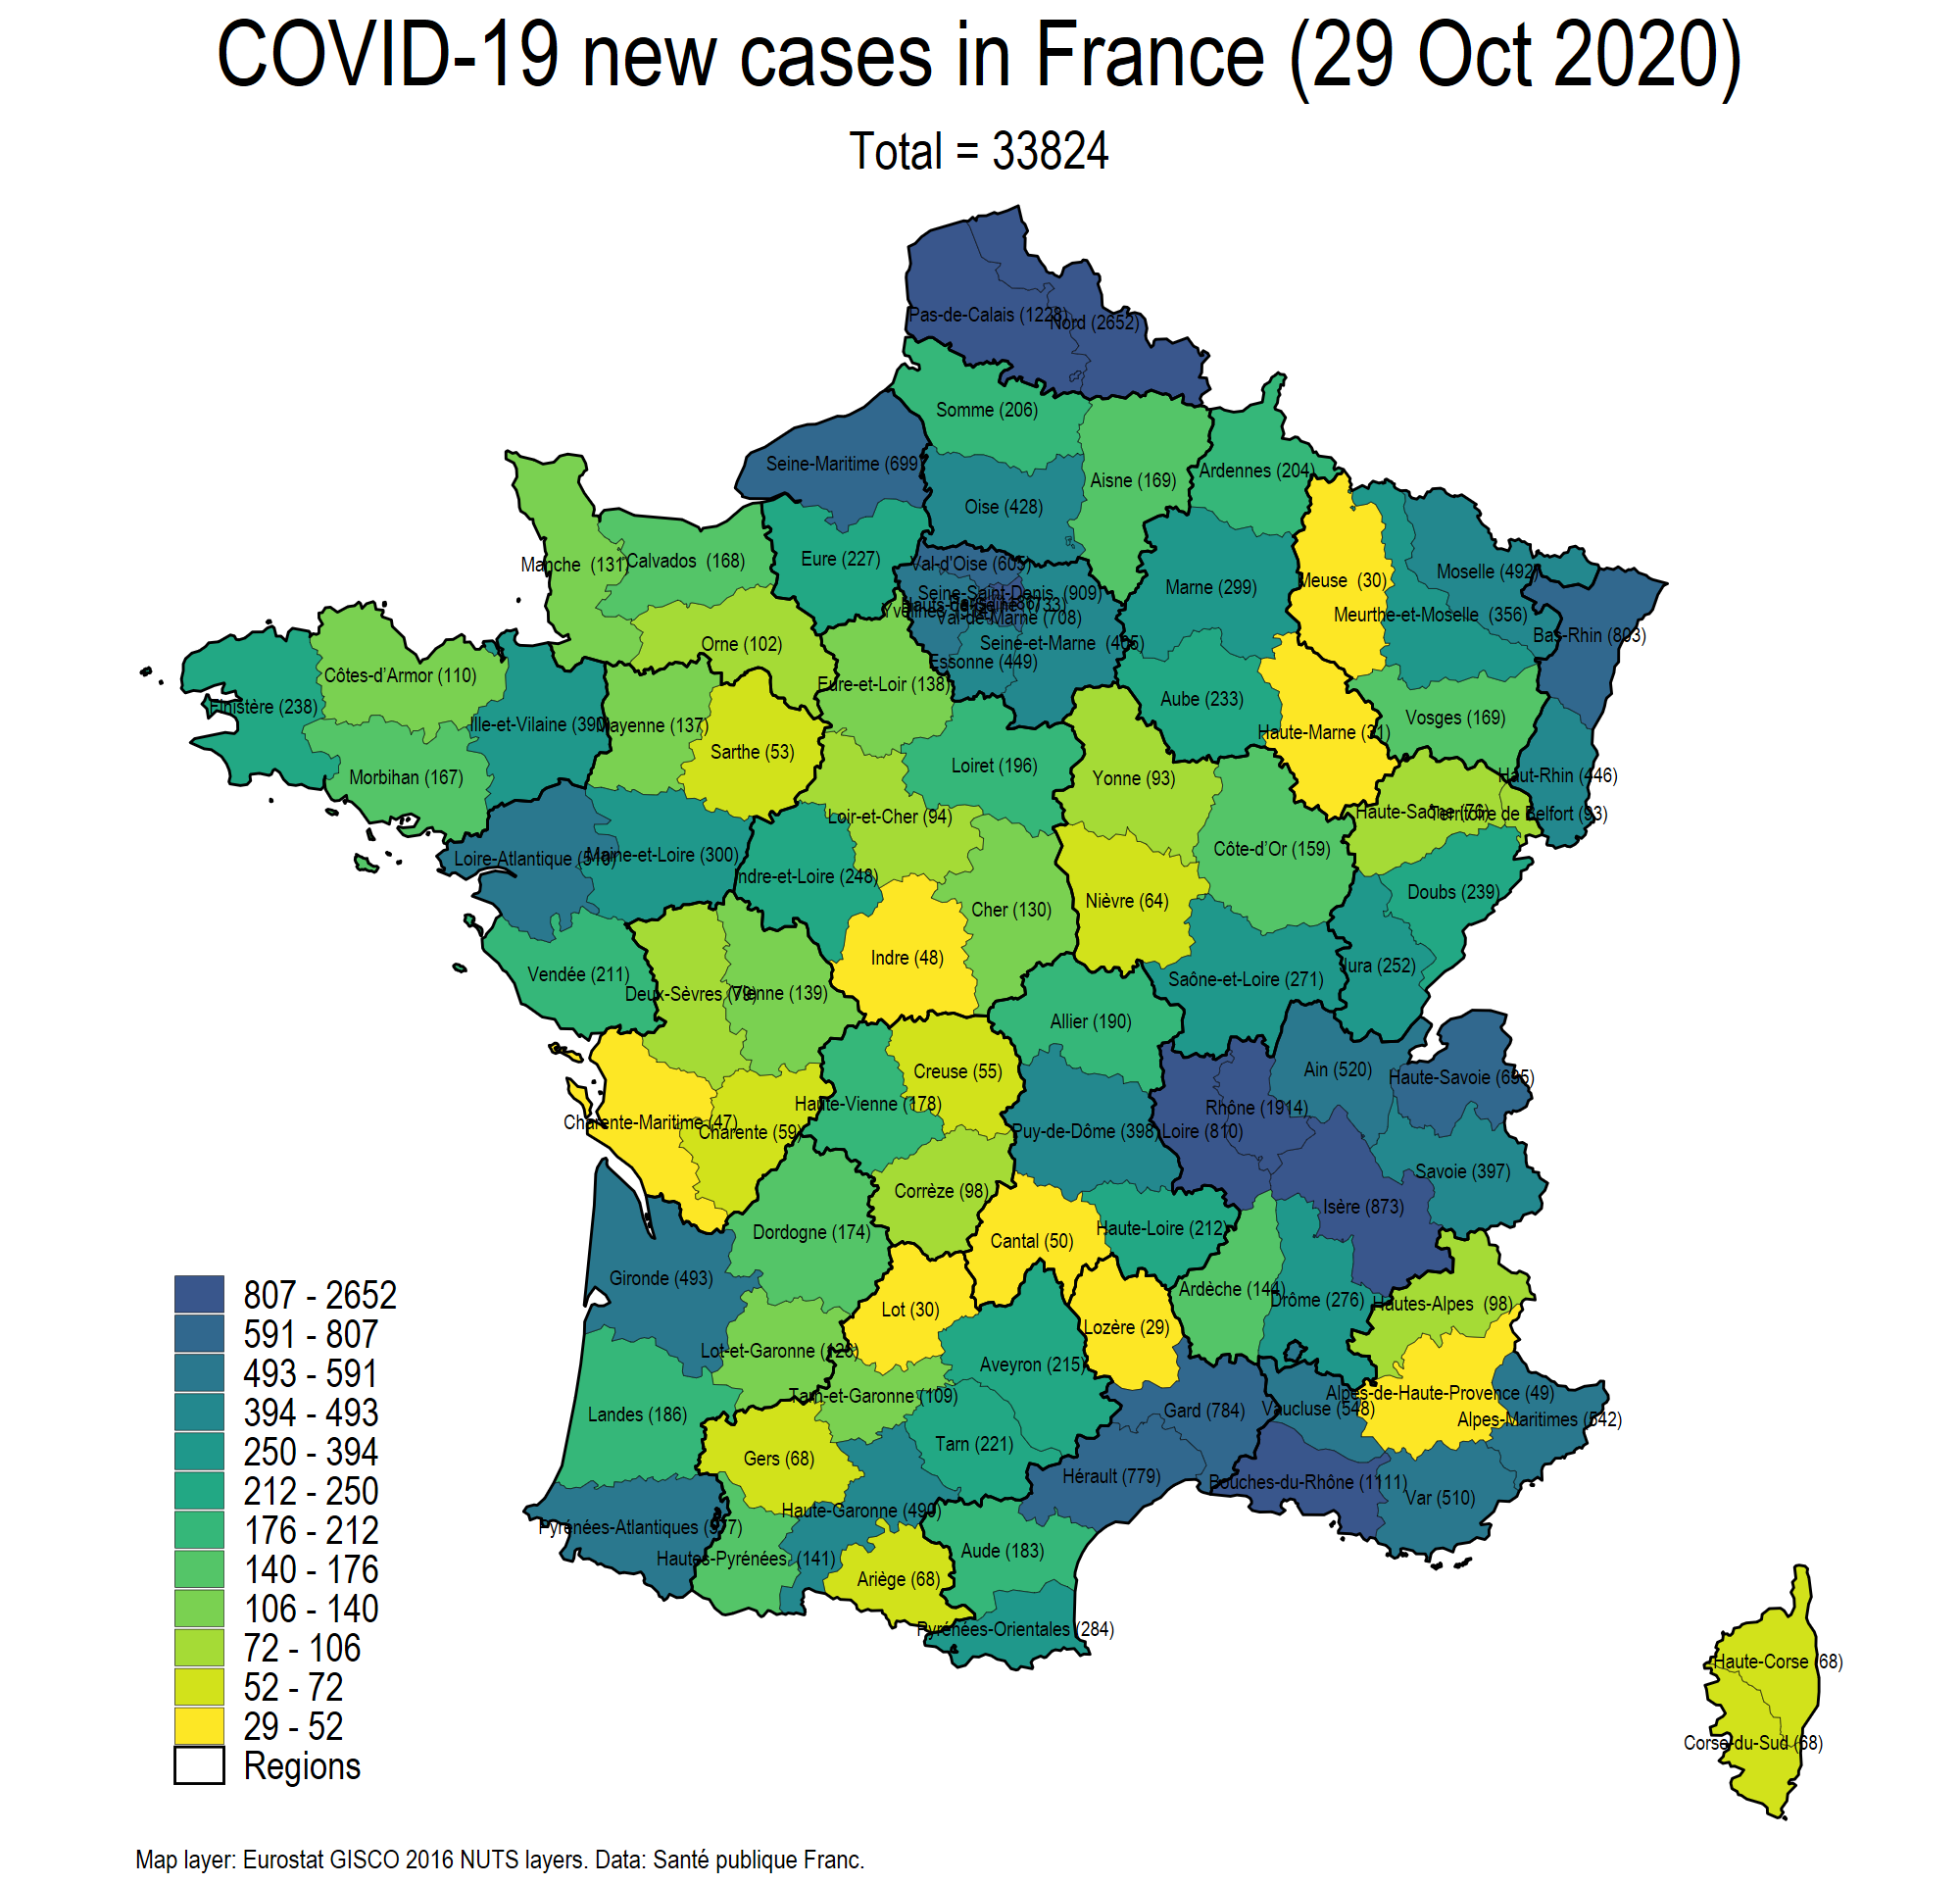 COVID-19 new cases in France (29 Oct 2020)
Total = 33824
Pas-de-Calais (1228)
Nord (2652)
Somme (206)
Seine-Maritime (699)
Aisne (169)
Ardennes (204)
Oise (428)
Manche  (131)
Calvados  (168)
Eure (227)
Val-d'Oise (605)
Marne (299)
Meuse  (30)
Moselle (492)
Seine-Saint-Denis  (909)
Val-de-Marne (708)
Meurthe-et-Moselle  (356)
Bas-Rhin (803)
Orne (102)
Seine-et-Marne  (405)
Essonne (449)
Côtes-d’Armor (110)
Eure-et-Loir (138)
Finistère (238)
Ille-et-Vilaine (390)
Mayenne (137)
Sarthe (53)
Aube (233)
Haute-Marne (31)
Vosges (169)
Morbihan (167)
Loiret (196)
Yonne (93)
Haut-Rhin (446)
Loir-et-Cher (94)
Haute-Saône (76)
Territoire de Belfort (93)
Loire-Atlantique
Maine-et-Loire (300)
Indre-et-Loire (248)
Côte-d’Or (159)
Doubs (239)
Cher (130)
Nièvre (64)
Indre (48)
Vendée (211)
Deux-Sèvres
Vienne (139)
Saône-et-Loire (271)
Jura (252)
Allier (190)
Creuse (55)
Ain (520)
Haute-Savoie (695)
Haute-Vienne (178)
Rhône (1914)
Charente-Maritime (47)
Charente (59)
Puy-de-Dôme (398)
Loire (810)
Savoie (397)
Corrèze (98)
Isère (873)
Dordogne (174)
Cantal (50)
Haute-Loire (212)
Gironde (493)
Lot (30)
Ardèche (144)
Drôme (276)
Hautes-Alpes  (98)
Lozère (29)
Lot-et-Garonne (126)
Aveyron (215)
Tarn-et-Garonne (109)
Alpes-de-Haute-Provence (49)
Landes (186)
Gard (784)
Vaucluse (548)
Alpes-Maritimes (542)
Tarn (221)
Gers (68)
Hérault (779)
Bouches-du-Rhône (1111)
Var (510)
Haute-Garonne (490)
Pyrénées-Atlantiques
Hautes-Pyrénées  (141)
Aude (183)
Ariège (68)
Pyrénées-Orientales (284)
Haute-Corse (68)
Corse-du-Sud (68)
807 - 2652
591 - 807
493 - 591
394 - 493
250 - 394
212 - 250
176 - 212
140 - 176
106 - 140
72 - 106
52 - 72
29 - 52
Regions
Map layer: Eurostat GISCO 2016 NUTS layers. Data: Santé publique Franc.